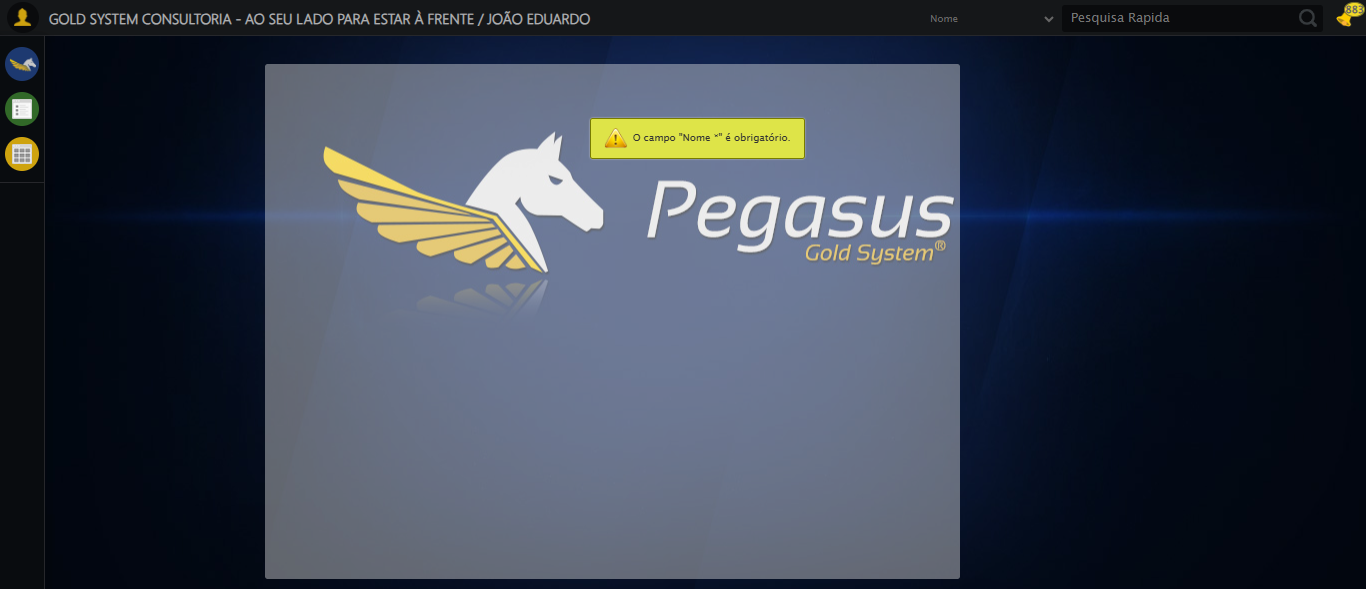 GOLD SYSTEM CONSULTORIA - AO SEU LADO PARA ESTAR À FRENTE / JOÃO EDUARDO
Nome
Pesquisa Rapida
883
O campo "Nome *" é obrigatório.
Pegasus
Gold System®